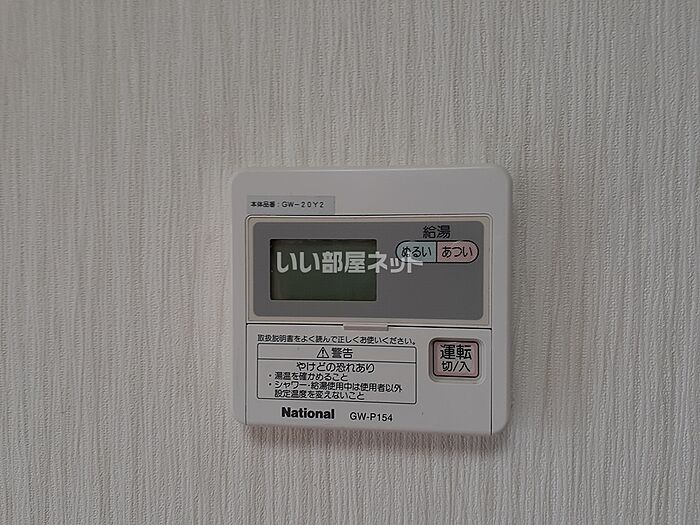 本体品番：GW-20Y2
給湯
ぬるい あつい
いい部屋ネット
取扱説明書をよく読んで正しくお使いください。
⚠警告
やけどの恐れあり
・湯温を確かめること
・シャワー・給湯使用中は使用者以外
設定温度を変えないこと
運転
切/入
National GW-P154